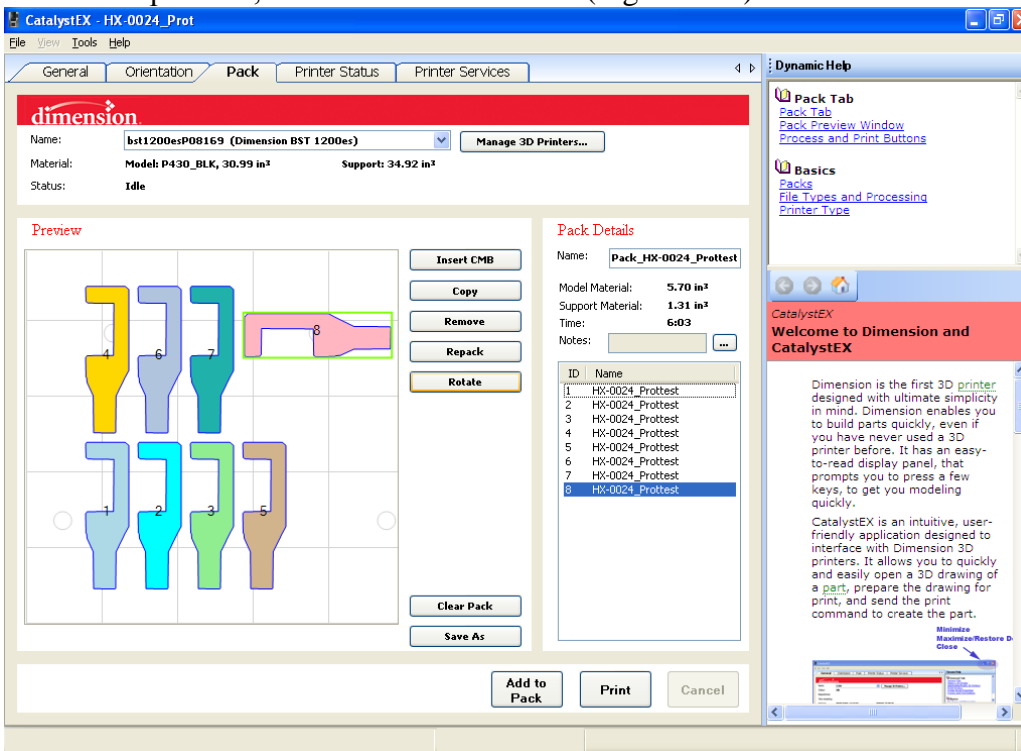 CatalystEX - HX-0024_Prot
File View Tools Help
General Orientation Pack Printer Status Printer Services
dimension
Name: bst1200esP08169 (Dimension BST 1200es) Manage 3D Printers...
Material: Model: P430_BLK, 30.99 in³ Support: 34.92 in³
Status: Idle
Preview
4 6 7 8
1 2 3 5
Insert CMB
Copy
Remove
Repack
Rotate
Clear Pack
Save As
Pack Details
Name: Pack_HX-0024_Prottest
Model Material: 5.70 in³
Support Material: 1.31 in³
Time: 6:03
Notes: ...
ID Name
1 HX-0024_Prottest
2 HX-0024_Prottest
3 HX-0024_Prottest
4 HX-0024_Prottest
5 HX-0024_Prottest
6 HX-0024_Prottest
7 HX-0024_Prottest
8 HX-0024_Prottest
Add to
Pack
Print
Cancel
Dynamic Help
Pack Tab
Pack Tab
Pack Preview Window
Process and Print Buttons
Basics
Packs
File Types and Processing
Printer Type
CatalystEX
Welcome to Dimension and
CatalystEX
Dimension is the first 3D printer
designed with ultimate simplicity
in mind. Dimension enables you
to build parts quickly, even if
you have never used a 3D
printer before. It has an easy-
to-read display panel, that
prompts you to press a few
keys, to get you modeling
quickly.
CatalystEX is an intuitive, user-
friendly application designed to
interface with Dimension 3D
printers. It allows you to quickly
and easily open a 3D drawing of
a part, prepare the drawing for
print, and send the print
command to create the part.
Minimize
Maximize/Restore D
Close